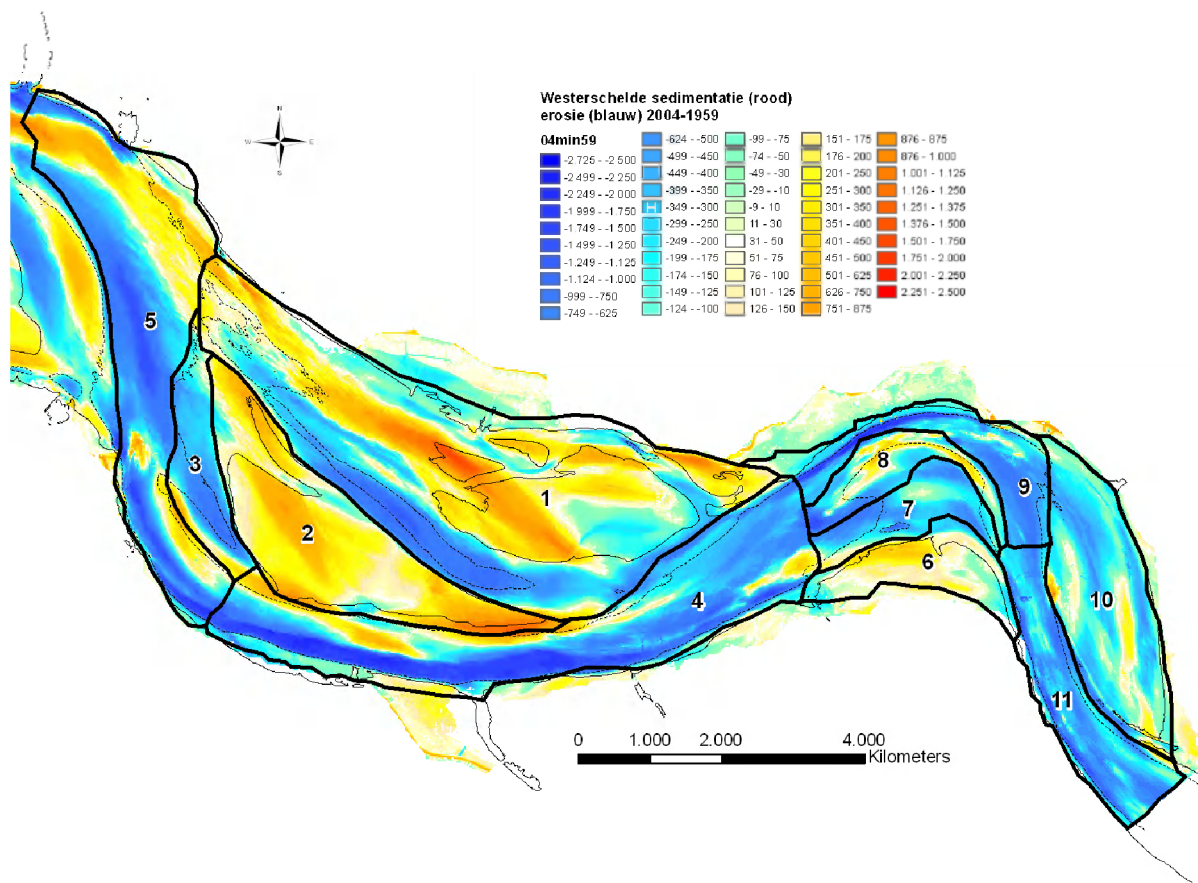 N
W
E
S
Westerschelde sedimentatie (rood)
erosie (blauw) 2004-1959
04min59
-2.725 - -2.500
-2.499 - -2.250
-2.249 - -2.000
-1.999 - -1.750
-1.749 - -1.500
-1.499 - -1.250
-1.249 - -1.125
-1.124 - -1.000
-999 - -750
-749 - -625
-624 - -500
-499 - -450
-449 - -400
-399 - -350
-349 - -300
-299 - -250
-249 - -200
-199 - -175
-174 - -150
-149 - -125
-124 - -100
-99 - -75
-74 - -50
-49 - -30
-29 - -10
-9 - 10
11 - 30
31 - 50
51 - 75
76 - 100
101 - 125
126 - 150
151 - 175
176 - 200
201 - 250
251 - 300
301 - 350
351 - 400
401 - 450
451 - 500
501 - 625
626 - 750
751 - 875
876 - 875
876 - 1.000
1.001 - 1.125
1.126 - 1.250
1.251 - 1.375
1.376 - 1.500
1.501 - 1.750
1.751 - 2.000
2.001 - 2.250
2.251 - 2.500
5
3
2
1
8
9
7
6
4
10
11
0 1.000 2.000 4.000
Kilometers